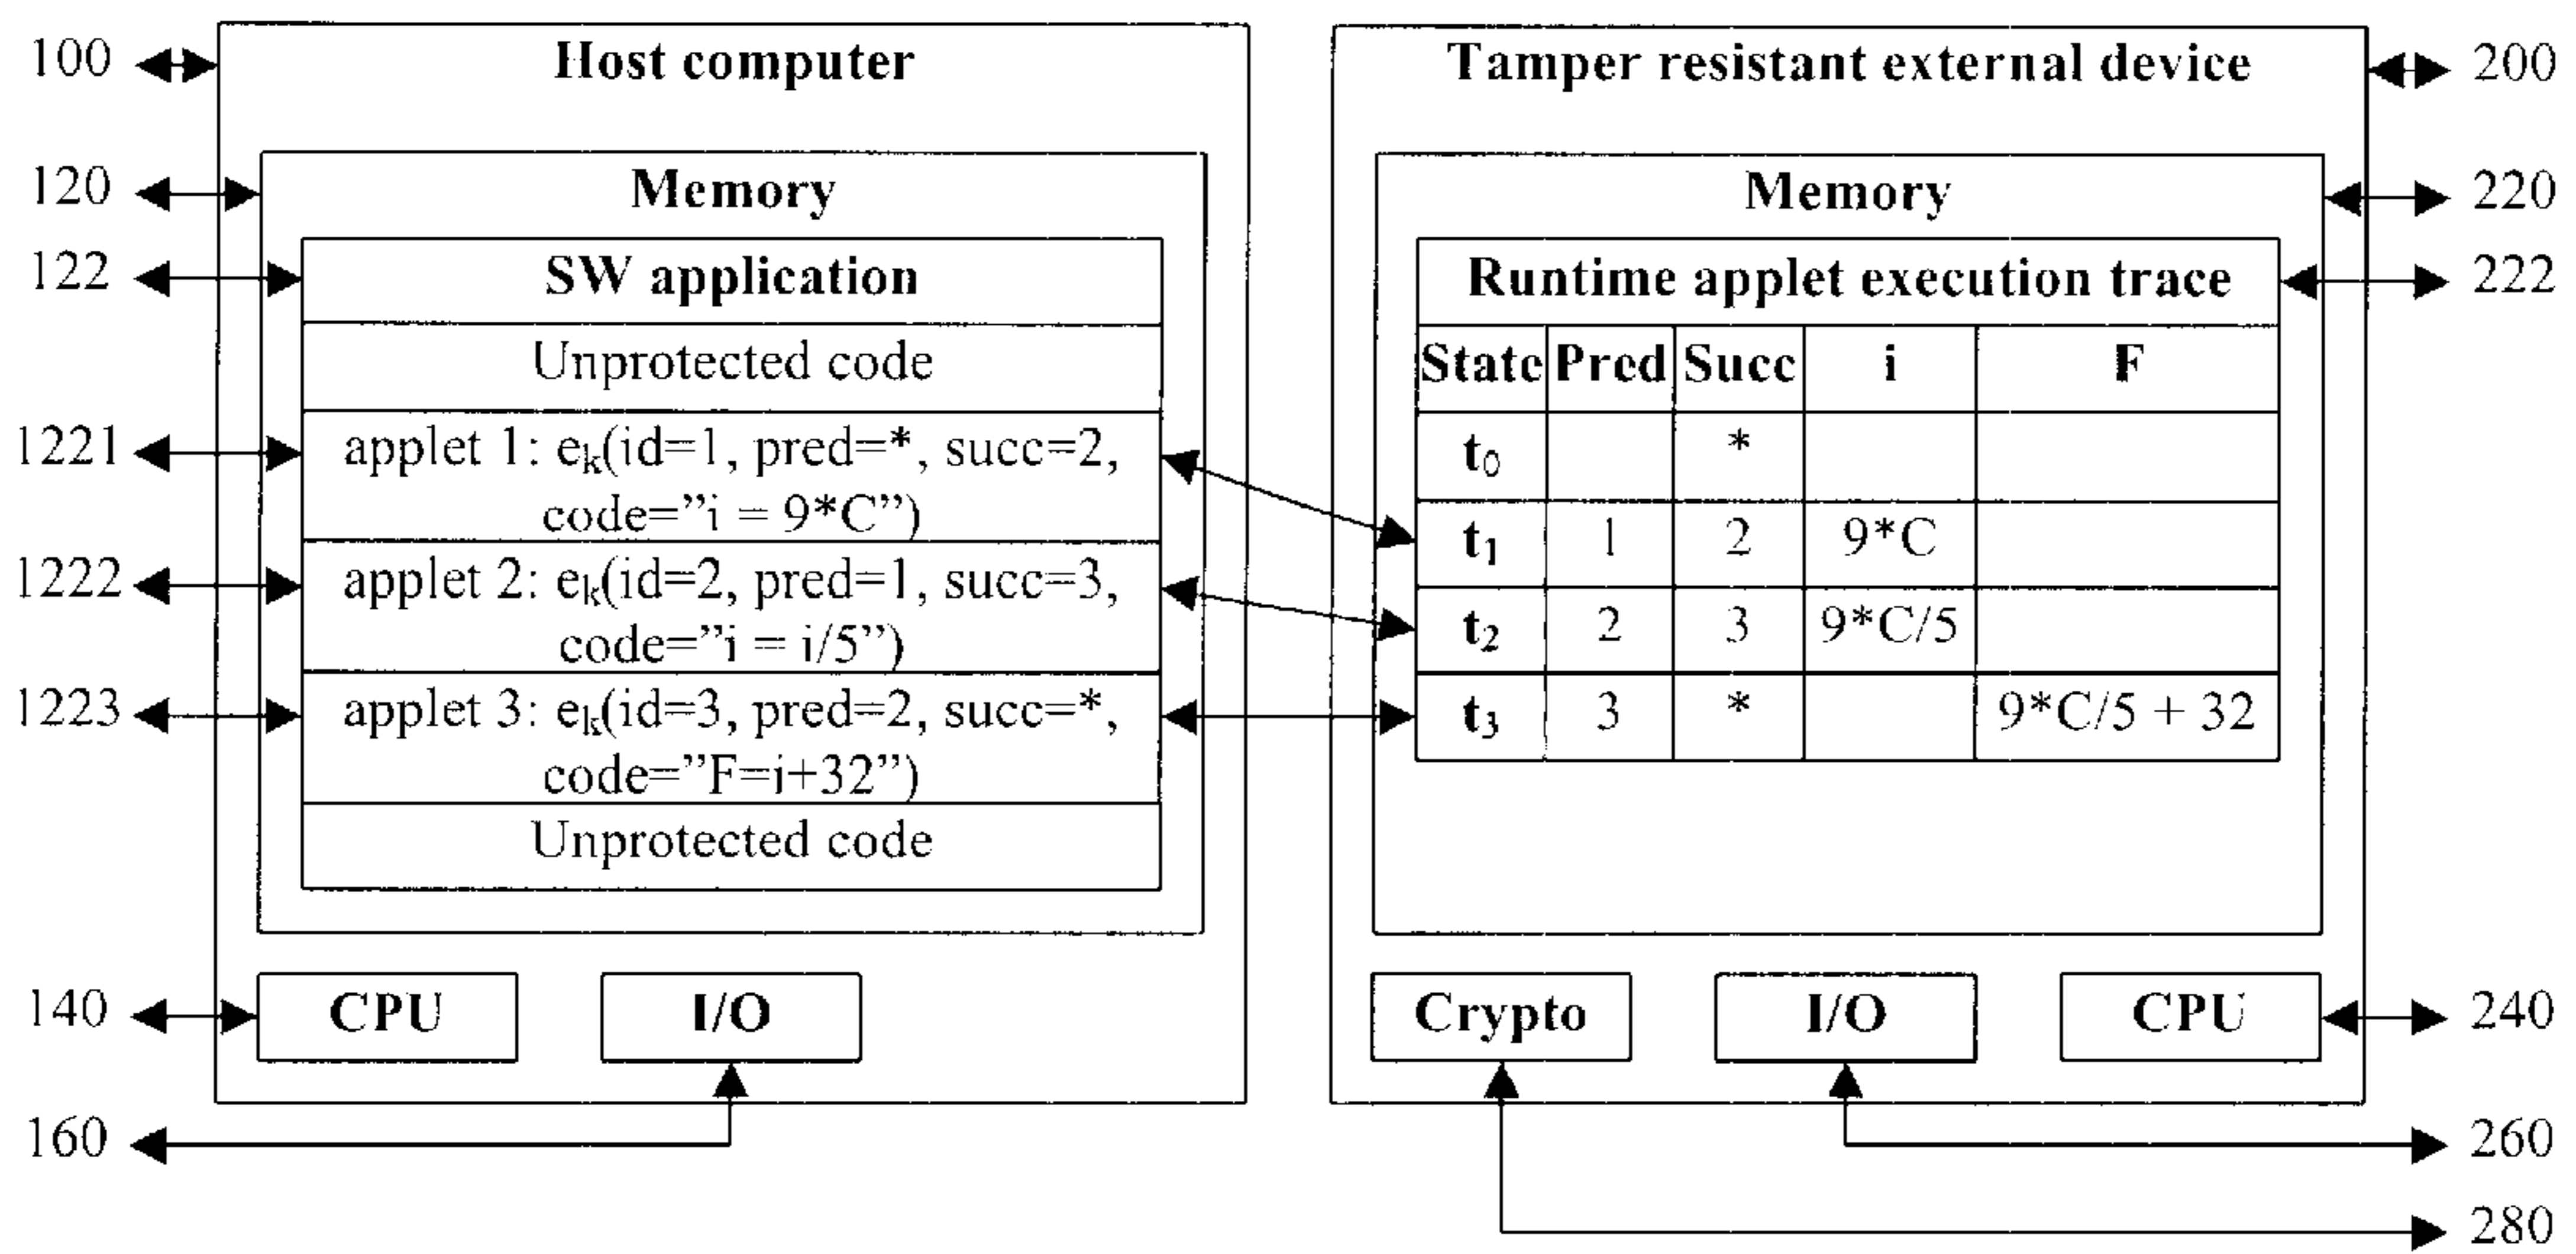 100
Host computer
Tamper resistant external device
200
120
Memory
Memory
220
122
SW application
Runtime applet execution trace
222
Unprotected code
State Pred Succ i F
1221
applet 1: ek(id=1, pred=*, succ=2,
code=”i = 9*C”)
t0 *
t1 1 2 9*C
1222
applet 2: ek(id=2, pred=1, succ=3,
code=”i = i/5”)
t2 2 3 9*C/5
1223
applet 3: ek(id=3, pred=2, succ=*,
code=”F=i+32”)
t3 3 * 9*C/5 + 32
Unprotected code
140
CPU
I/O
Crypto
I/O
CPU
240
160
260
280